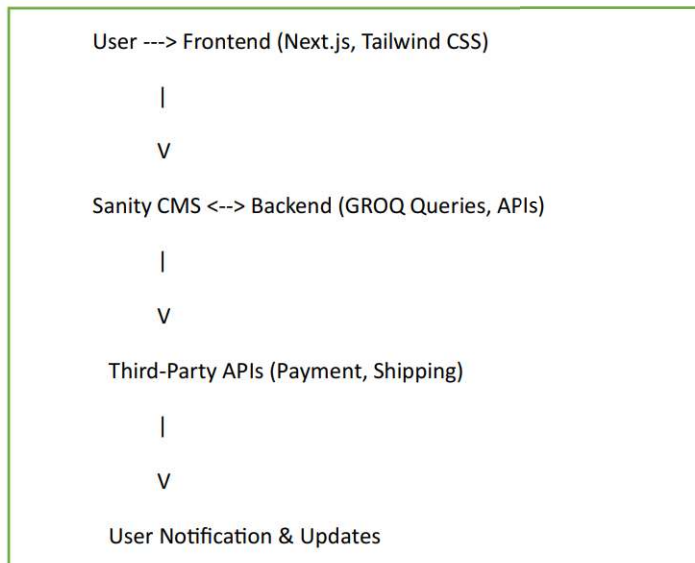 User ---> Frontend (Next.js, Tailwind CSS)
|
V
Sanity CMS <--> Backend (GROQ Queries, APIs)
|
V
Third-Party APIs (Payment, Shipping)
|
V
User Notification & Updates